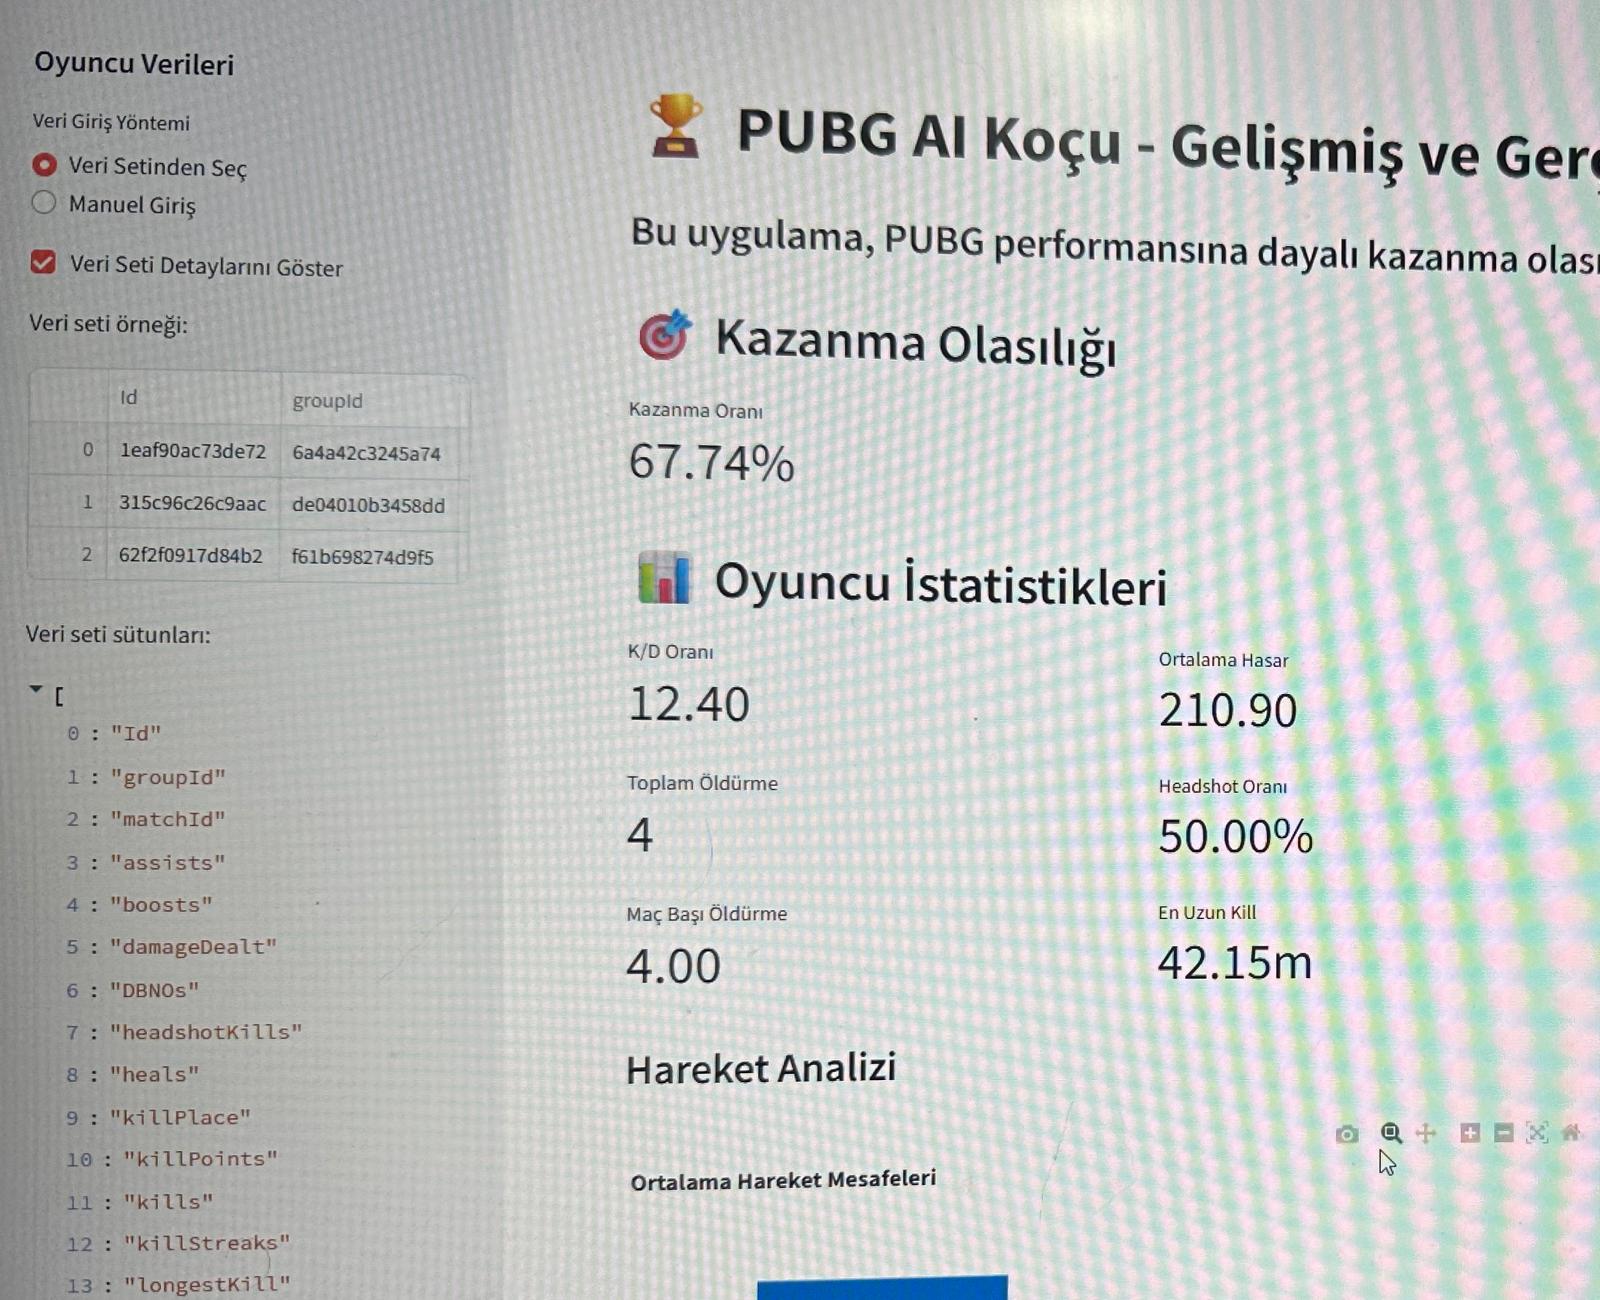 Oyuncu Verileri
Veri Giriş Yöntemi
Veri Setinden Seç
Manuel Giriş
Veri Seti Detaylarını Göster
Veri seti örneği:
Id groupId
0 1eaf90ac73de72 6a4a42c3245a74
1 315c96c26c9aac de04010b3458dd
2 62f2f0917d84b2 f61b698274d9f5
Veri seti sütunları:
[
0 : "Id"
1 : "groupId"
2 : "matchId"
3 : "assists"
4 : "boosts"
5 : "damageDealt"
6 : "DBNOs"
7 : "headshotKills"
8 : "heals"
9 : "killPlace"
10 : "killPoints"
11 : "kills"
12 : "killStreaks"
13 : "longestKill"
PUBG AI Koçu - Gelişmiş ve Gerç
Bu uygulama, PUBG performansına dayalı kazanma olası
Kazanma Olasılığı
Kazanma Oranı
67.74%
Oyuncu İstatistikleri
K/D Oranı
12.40
Ortalama Hasar
210.90
Toplam Öldürme
4
Headshot Oranı
50.00%
Maç Başı Öldürme
4.00
En Uzun Kill
42.15m
Hareket Analizi
Ortalama Hareket Mesafeleri